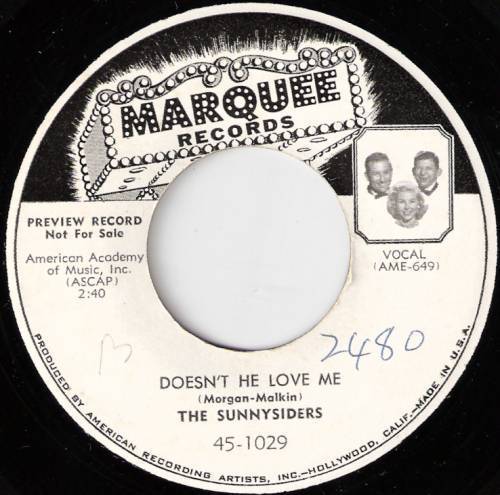 MARQUEE
RECORDS
PREVIEW RECORD
Not For Sale
American Academy
of Music, Inc.
(ASCAP)
2:40
VOCAL
(AME-649)
2480
DOESN'T HE LOVE ME
(Morgan-Malkin)
THE SUNNYSIDERS
45-1029
PRODUCED BY AMERICAN RECORDING ARTISTS, INC.—HOLLYWOOD, CALIF.—MADE IN U.S.A.